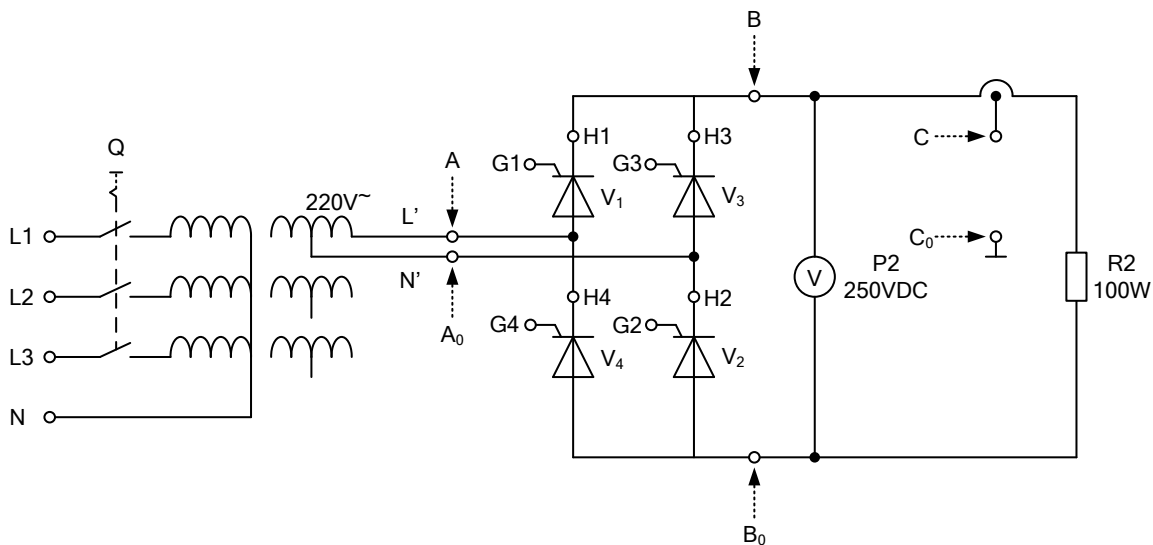 B
H1
H3
Q
A
G1
G3
C
220V~
L'
V₁
V₃
L1
C₀
N'
L2
H4
H2
P2
250VDC
V
R2
100W
G4
G2
A₀
L3
V₄
V₂
N
B₀